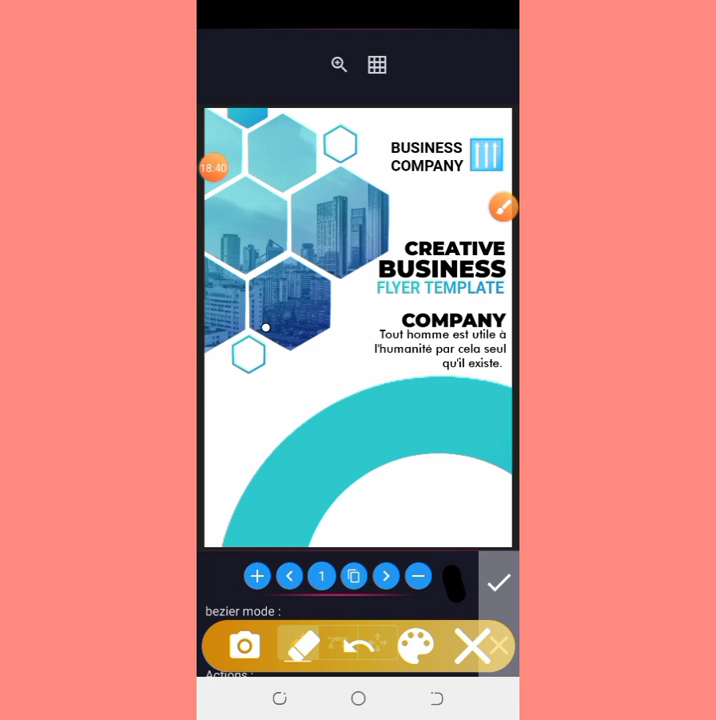 18:40
BUSINESS
COMPANY
CREATIVE
BUSINESS
FLYER TEMPLATE
COMPANY
Tout homme est utile à
l'humanité par cela seul
qu'il existe.
1
bezier mode :
Actions :